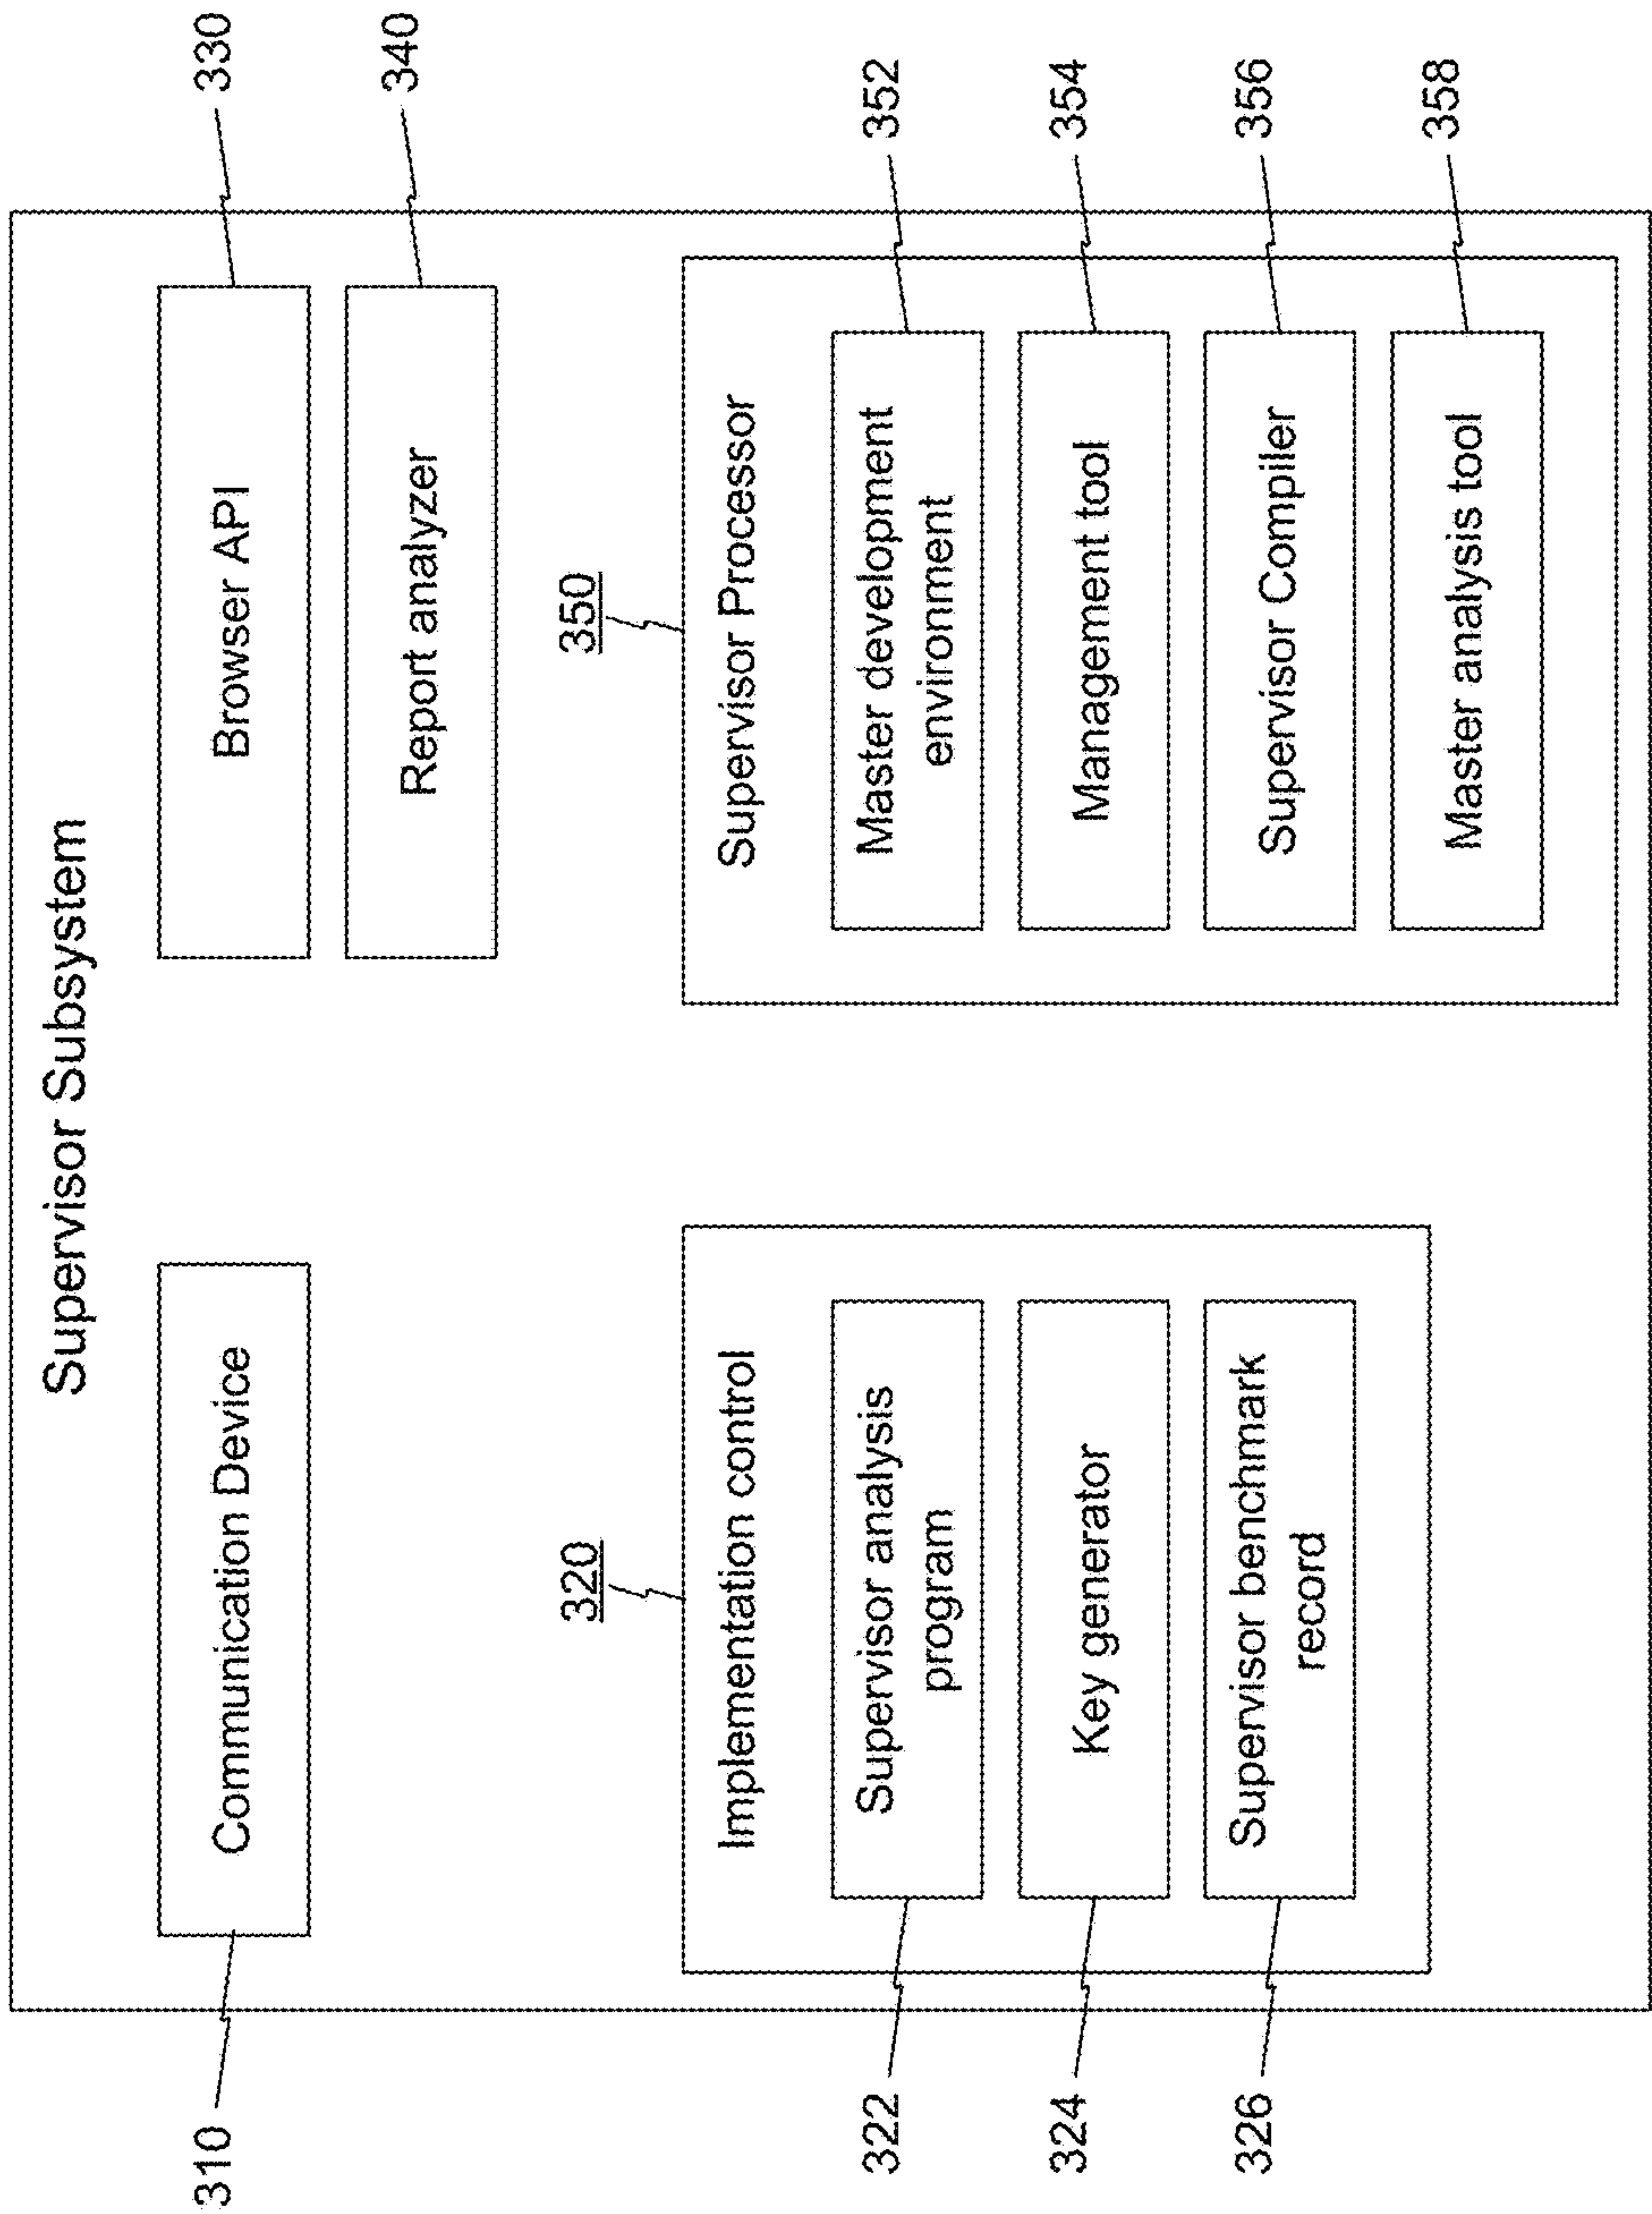 Supervisor Subsystem
310
Communication Device
Browser API
330
Report analyzer
340
320
Implementation control
322
Supervisor analysis
program
324
Key generator
326
Supervisor benchmark
record
350
Supervisor Processor
Master development
environment
352
Management tool
354
Supervisor Compiler
356
Master analysis tool
358